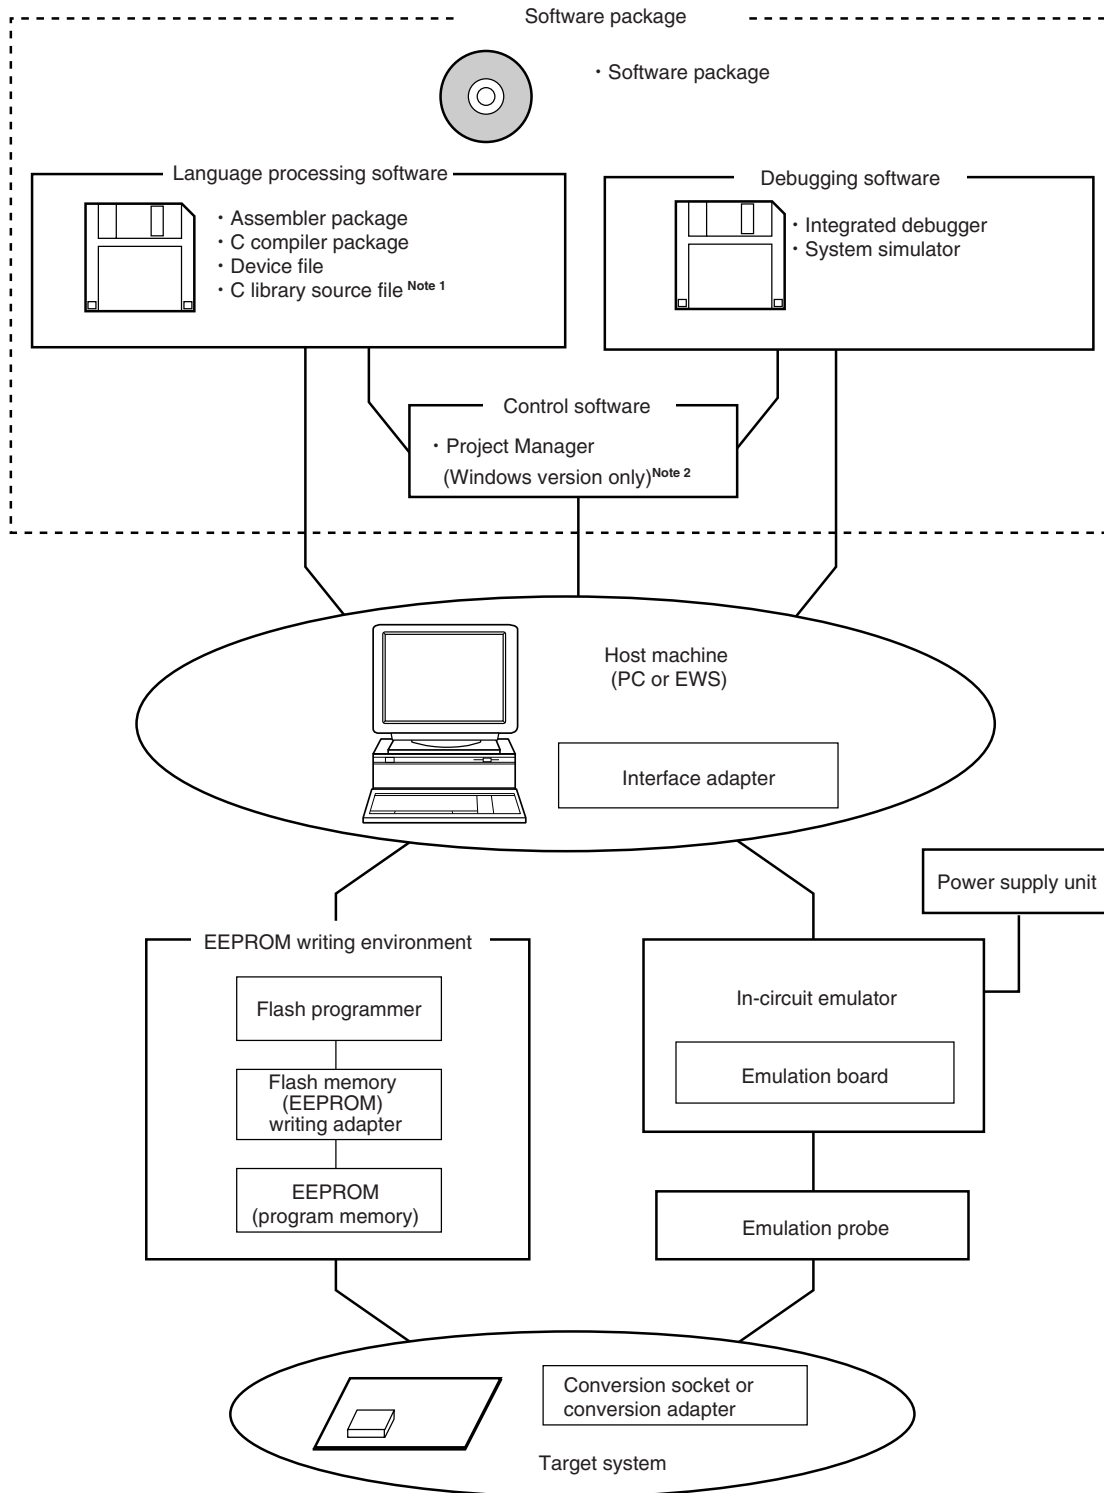 Software package
・Software package
Language processing software
・Assembler package
・C compiler package
・Device file
・C library source file Note 1
Debugging software
・Integrated debugger
・System simulator
Control software
・Project Manager
(Windows version only)Note 2
Host machine
(PC or EWS)
Interface adapter
Power supply unit
EEPROM writing environment
Flash programmer
Flash memory
(EEPROM)
writing adapter
EEPROM
(program memory)
In-circuit emulator
Emulation board
Emulation probe
Conversion socket or
conversion adapter
Target system